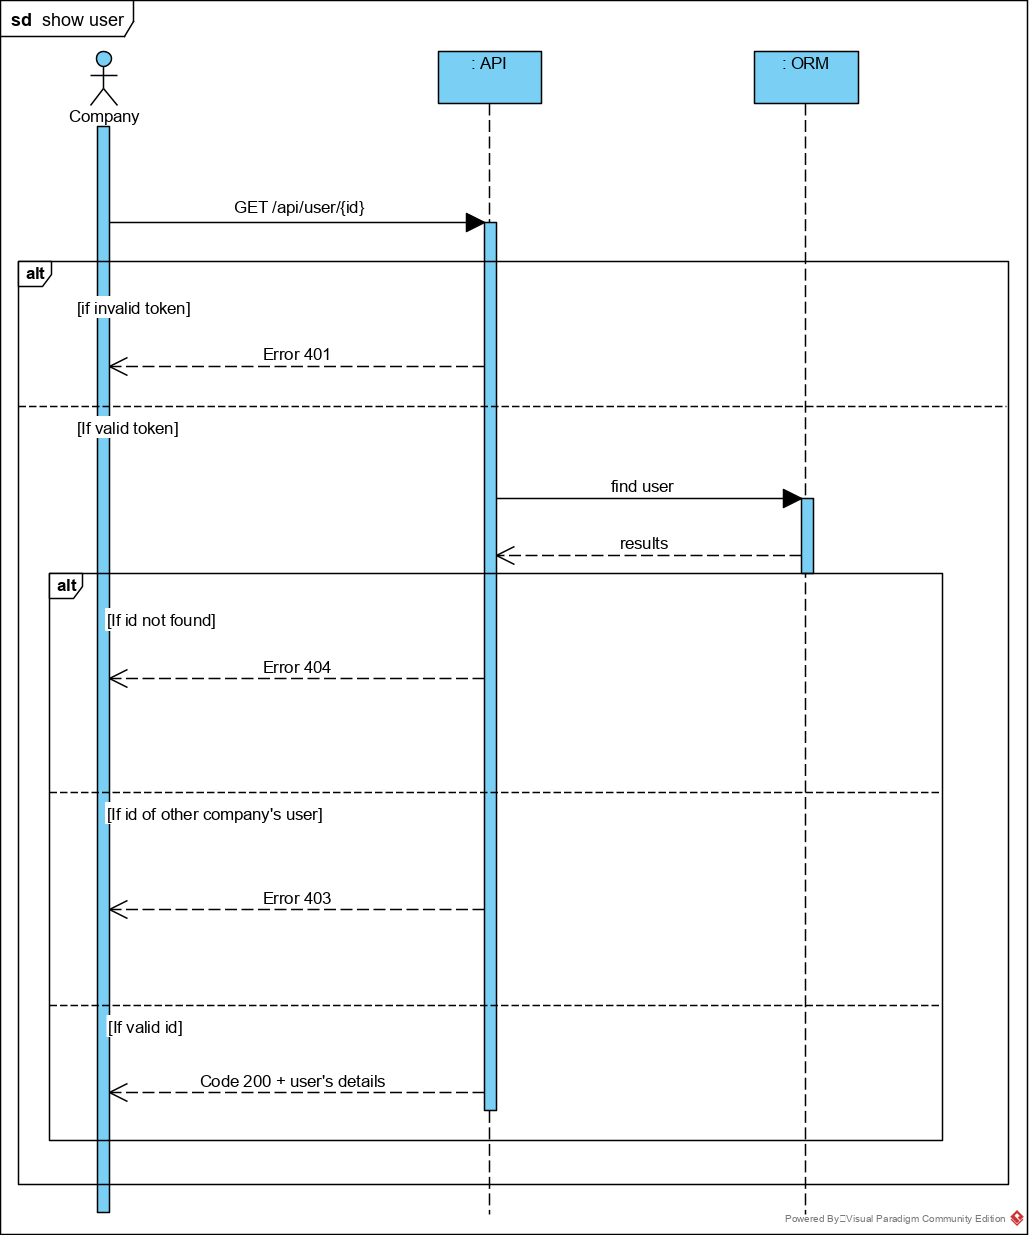 sd show user
Company
: API
: ORM
GET /api/user/{id}
alt
[if invalid token]
Error 401
[If valid token]
find user
results
alt
[If id not found]
Error 404
[If id of other company's user]
Error 403
[If valid id]
Code 200 + user's details
Powered By Visual Paradigm Community Edition